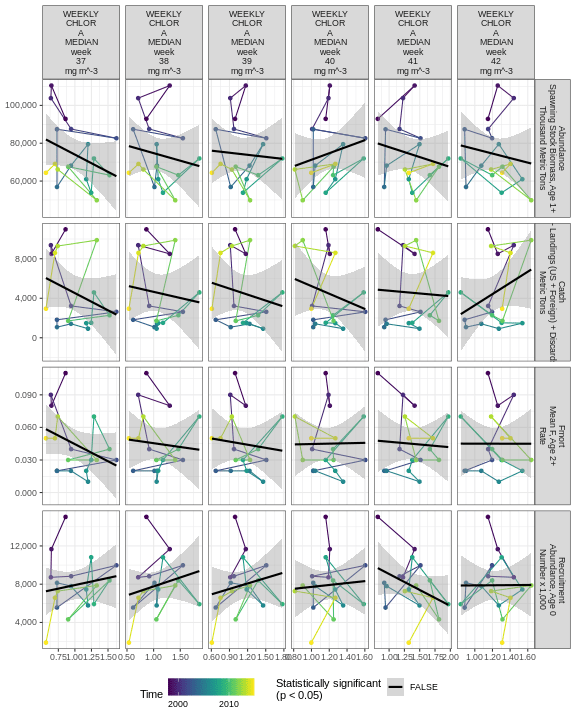 WEEKLY
CHLOR
A
MEDIAN
week
37
mg m^-3
WEEKLY
CHLOR
A
MEDIAN
week
38
mg m^-3
WEEKLY
CHLOR
A
MEDIAN
week
39
mg m^-3
WEEKLY
CHLOR
A
MEDIAN
week
40
mg m^-3
WEEKLY
CHLOR
A
MEDIAN
week
41
mg m^-3
WEEKLY
CHLOR
A
MEDIAN
week
42
mg m^-3
100,000
80,000
60,000
Abundance
Spawning Stock Biomass, Age 1+
Thousand Metric Tons
8,000
4,000
0
Catch
- Landings (US + Foreign) + Discard
Metric Tons
0.090
0.060
0.030
0.000
Fmort
Mean F, Age 2+
Rate
12,000
8,000
4,000
Recruitment
Abundance, Age 0
Number x 1,000
0.75 1.00 1.25 1.50
0.50 1.00 1.50
0.60 0.90 1.20 1.50 1.80
0.80 1.00 1.20 1.40 1.60
1.00 1.25 1.50 1.75 2.00
1.00 1.20 1.40 1.60
Time
2000 2010
Statistically significant
(p < 0.05)
FALSE